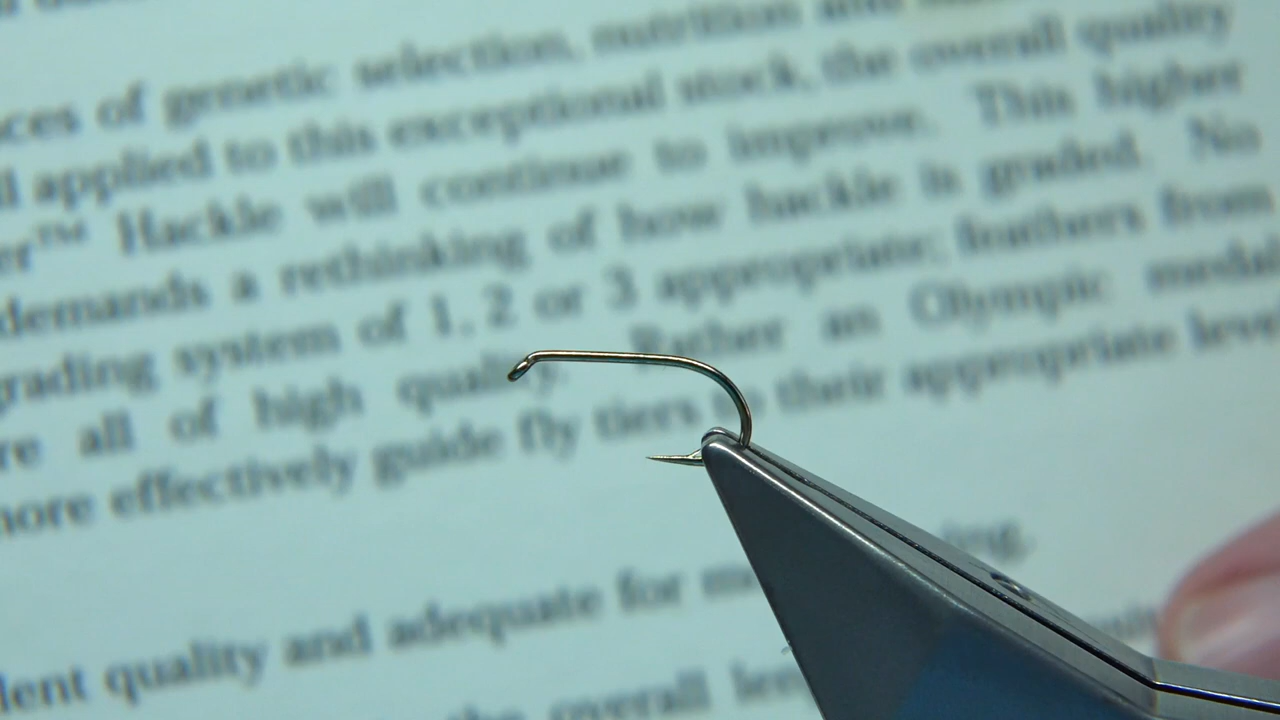 ces of genetic selection, nutrition and
applied to this exceptional stock, the overall quality
er™ Hackle will continue to improve. This higher
demands a rethinking of how hackle is graded. No
grading system of 1, 2 or 3 appropriate; feathers from
re all of high quality. Rather an Olympic medal
more effectively guide fly tiers to their appropriate level
ing.
lent quality and adequate for
the overall